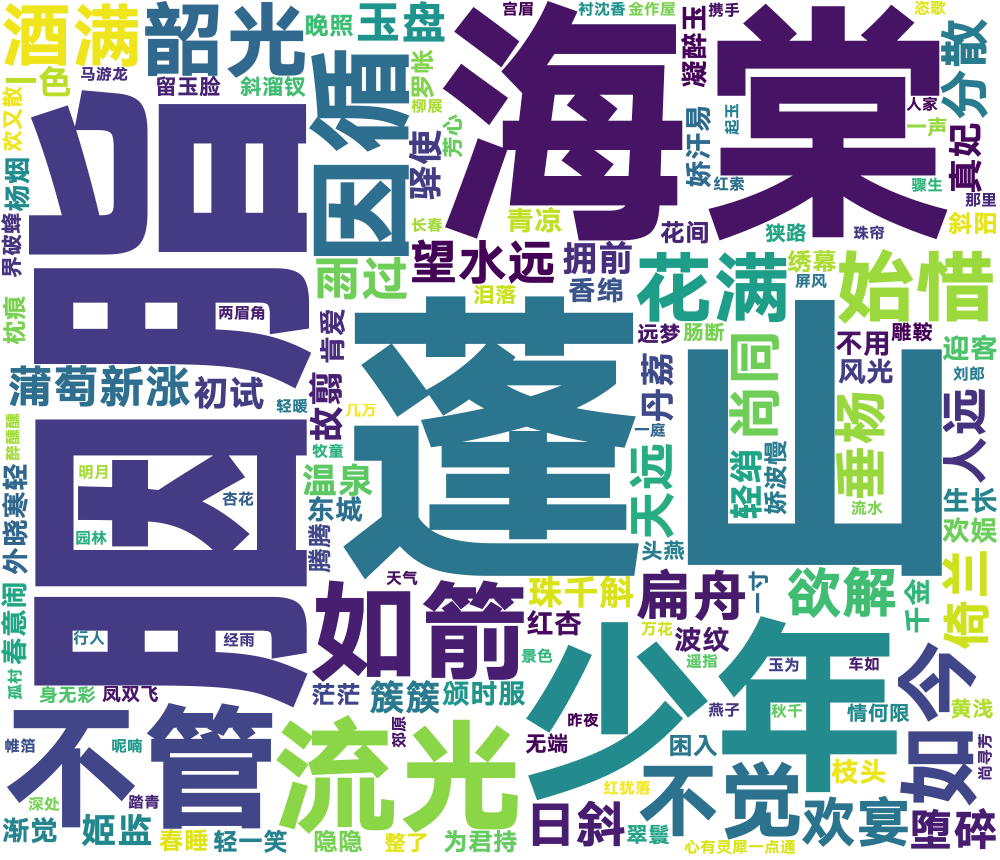 酒满
韶光
晚照
玉盘
宫眉
衬沈香
金作屋
携手
恣歌
海棠
凝醉玉
分散
一色
马游龙
留玉脸
斜溜钗
罗帐
柳展
因循
欢又散
胭脂
驿使
芳心
娇汗易
起玉
人家
一声
真妃
杨烟
界破蜂
长春
青凉
红索
骤生
那里
花间
狭路
珠帘
斜阳
雨过
望水远
拥前
香绵
绣幕
屏风
花满
始惜
泪落
枕痕
两眉角
肯爱
蓬山
远梦
肠断
不用
雕鞍
迎客
尚同
风光
刘郎
葡萄新涨
初试
轻暖
故剪
几万
丹荔
一庭
垂杨
人远
醉醺醺
牧童
外晓寒轻
明月
杏花
温泉
东城
天远
轻绡
娇波慢
流水
生长
欢娱
园林
腾腾
头燕
春意闹
天气
如箭
珠千斛
扁舟
一寸
欲解
千金
倚兰
行人
经雨
红杏
万花
波纹
景色
少年
遥指
玉为
车如
如今
孤村
身无彩
凤双飞
茫茫
簇簇
颁时服
燕子
秋千
情何限
黄浅
不管
帷箔
呢喃
流光
郊原
昨夜
无端
困入
枝头
尚寻芳
深处
踏青
红犹落
不觉
欢宴
渐觉
姬监
春睡
轻一笑
隐隐
整了
为君持
日斜
翠鬟
心有灵犀一点通
堕碎